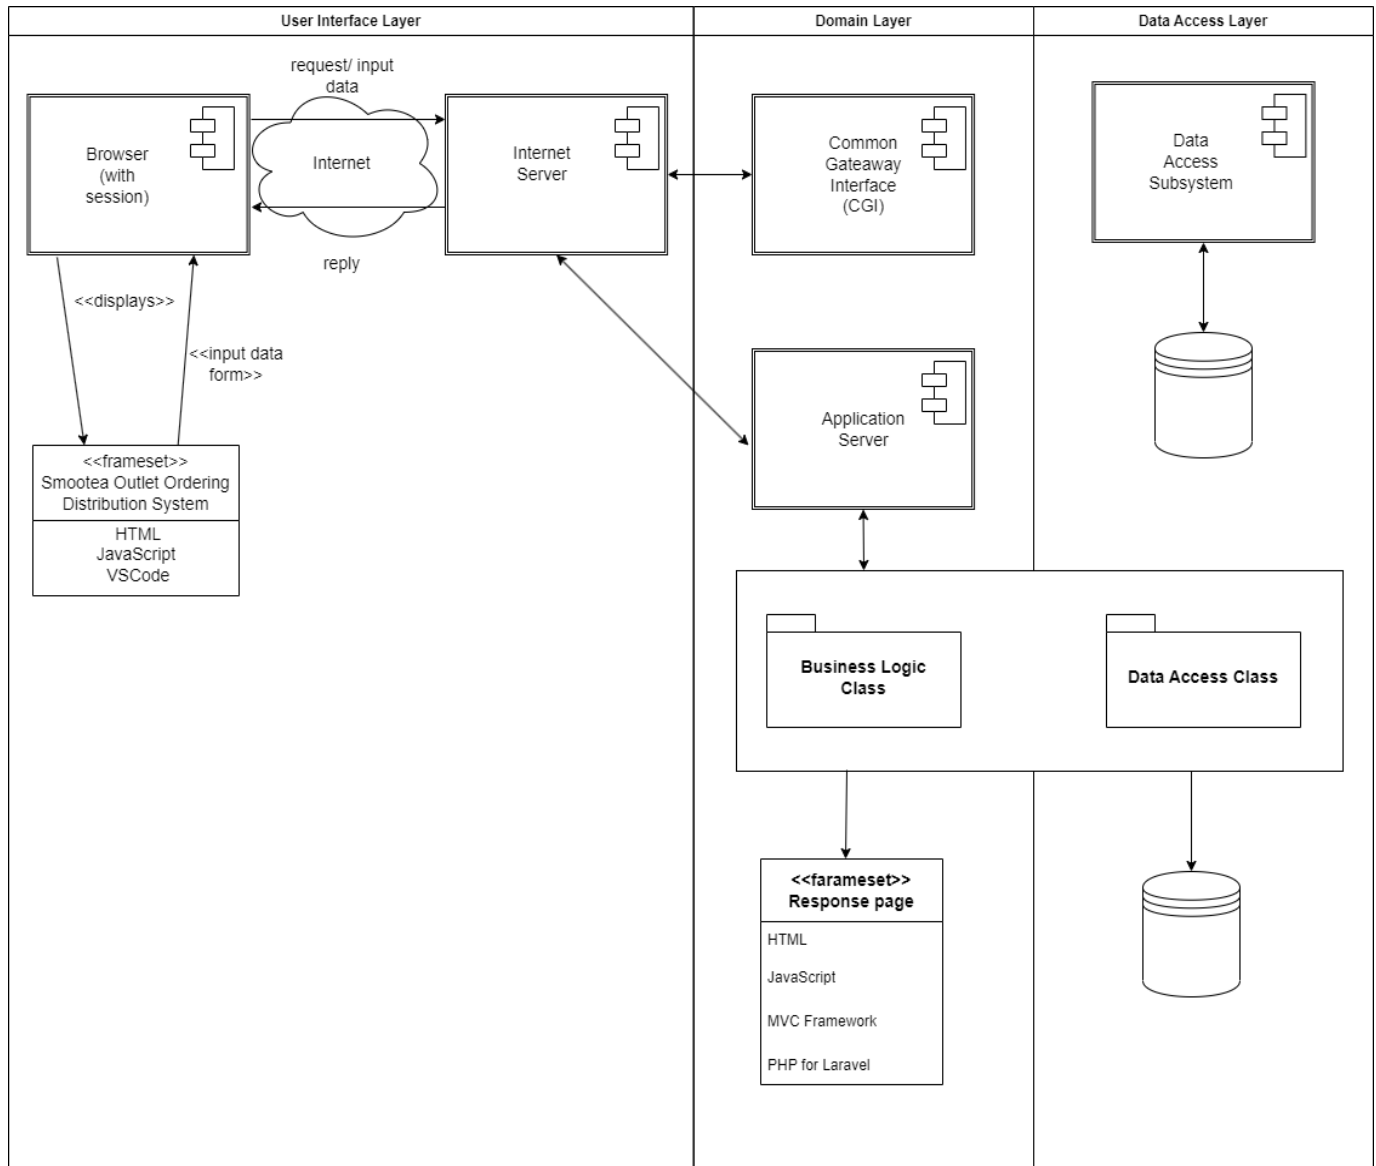 User Interface Layer
Domain Layer
Data Access Layer
request/ input
data
Browser
(with
session)
Internet
Internet
Server
reply
Common
Gateaway
Interface
(CGI)
Data
Access
Subsystem
<<displays>>
<<input data
form>>
Application
Server
<<frameset>>
Smootea Outlet Ordering
Distribution System
HTML
JavaScript
VSCode
Business Logic
Class
Data Access Class
<<farameset>>
Response page
HTML
JavaScript
MVC Framework
PHP for Laravel